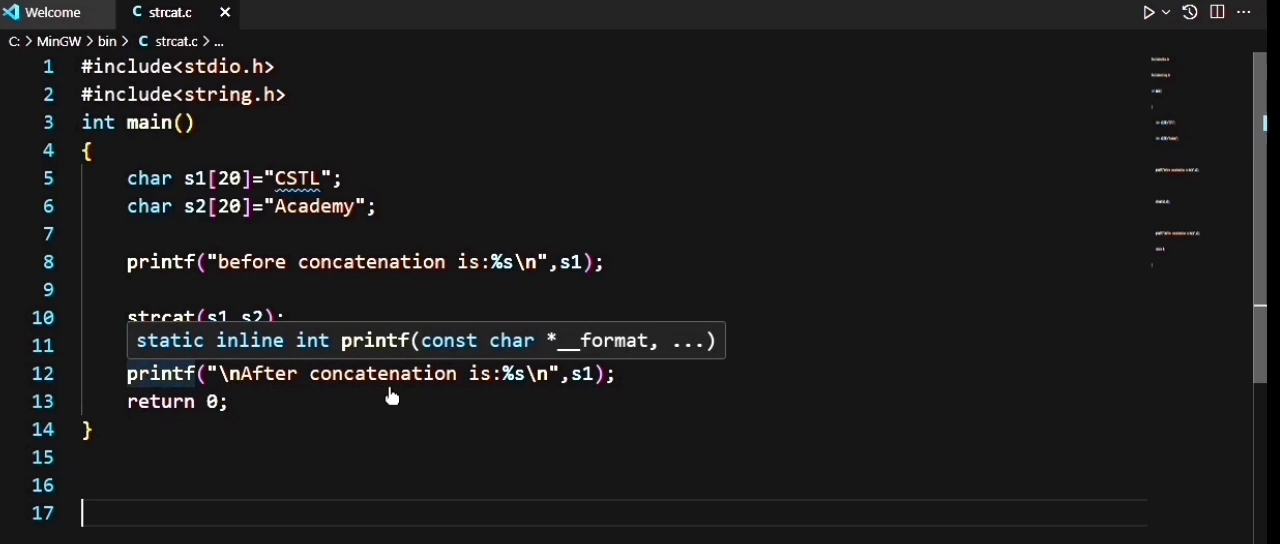 Welcome
C strcat.c ×
C: > MinGW > bin > C strcat.c > ...
1 #include<stdio.h>
2 #include<string.h>
3 int main()
4 {
5 char s1[20]="CSTL";
6 char s2[20]="Academy";
7
8 printf("before concatenation is:%s\n",s1);
9
10 strcat(s1,s2);
static inline int printf(const char *__format, ...)
11
12 printf("\nAfter concatenation is:%s\n",s1);
13 return 0;
14 }
15
16
17